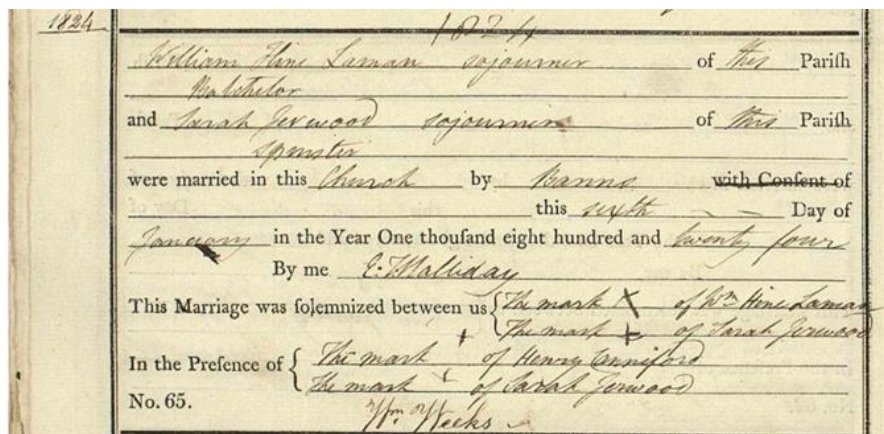 1824
1824
William Hine Laman sojourner of this Parish
Batchelor
and Sarah Gerwood sojourner of this Parish
Spinster
were married in this Church by Banns with Consent of
this sixth Day of
January in the Year One thousand eight hundred and twenty four
By me E: Halliday
This Marriage was solemnized between us { The mark X of Wm Hine Laman
The mark + of Sarah Gerwood
In the Presence of { The mark + of Henry Canniford
The mark + of Sarah Gerwood
No. 65.
Wm Weeks